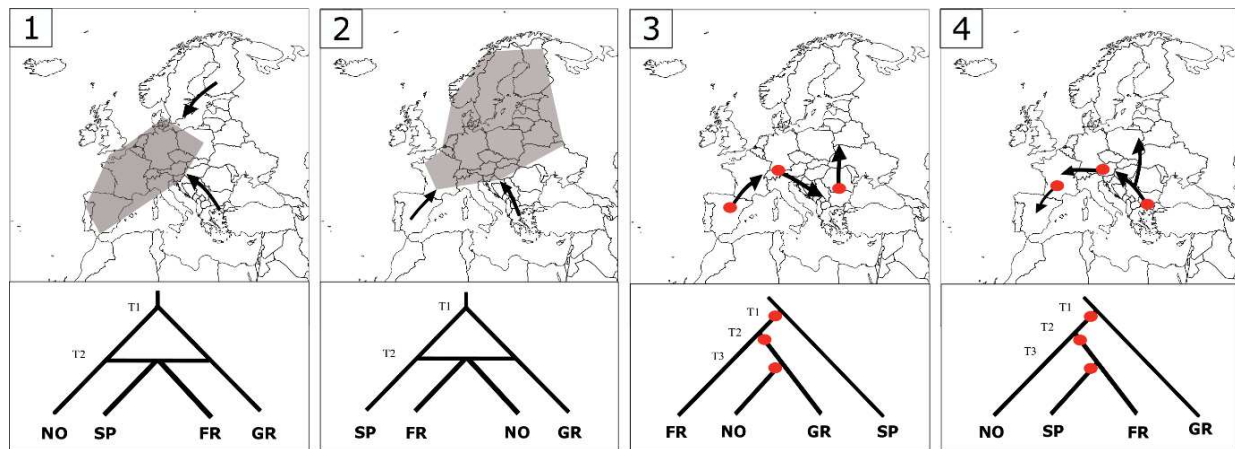 1
2
3
4
T1
T2
NO SP FR GR
T1
T2
SP FR NO GR
T1
T2
T3
FR NO GR SP
T1
T2
T3
NO SP FR GR